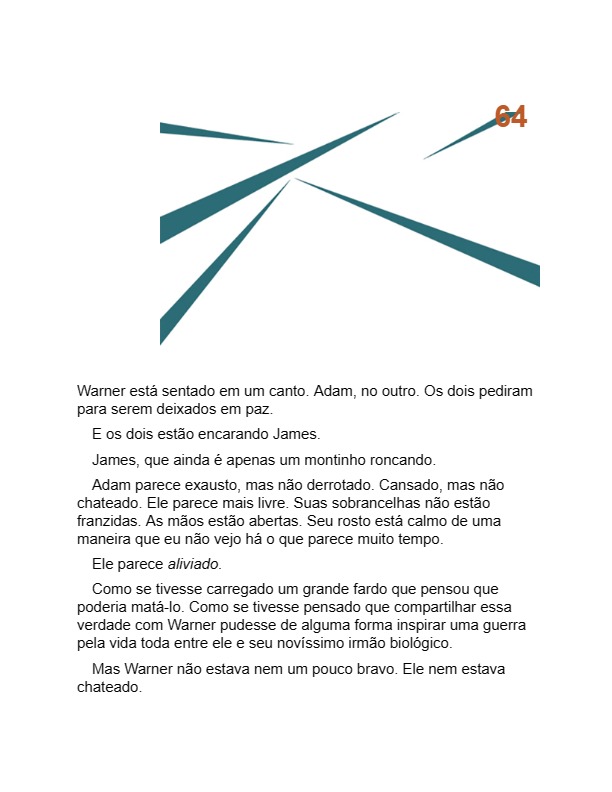 64
Warner está sentado em um canto. Adam, no outro. Os dois pediram
para serem deixados em paz.
E os dois estão encarando James.
James, que ainda é apenas um montinho roncando.
Adam parece exausto, mas não derrotado. Cansado, mas não
chateado. Ele parece mais livre. Suas sobrancelhas não estão
franzidas. As mãos estão abertas. Seu rosto está calmo de uma
maneira que eu não vejo há o que parece muito tempo.
Ele parece aliviado.
Como se tivesse carregado um grande fardo que pensou que
poderia matá-lo. Como se tivesse pensado que compartilhar essa
verdade com Warner pudesse de alguma forma inspirar uma guerra
pela vida toda entre ele e seu novíssimo irmão biológico.
Mas Warner não estava nem um pouco bravo. Ele nem estava
chateado.